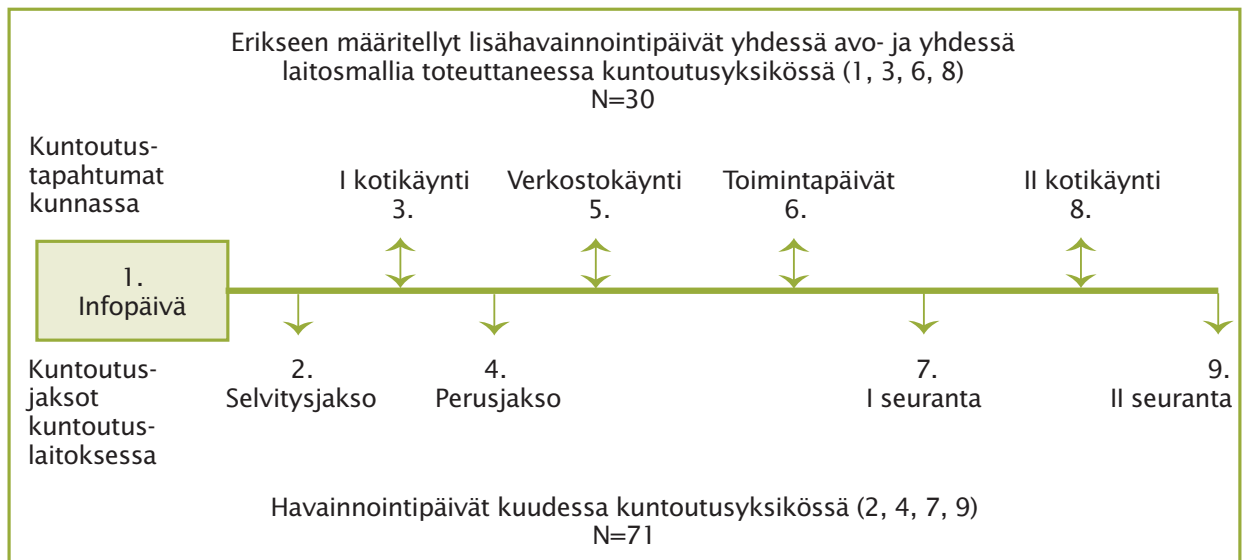 Erikseen määritellyt lisähavainnointipäivät yhdessä avo- ja yhdessä
laitosmallia toteuttaneessa kuntoutusyksikössä (1, 3, 6, 8)
N=30
Kuntoutus-
tapahtumat
kunnassa
I kotikäynti
3.
Verkostokäynti
5.
Toimintapäivät
6.
II kotikäynti
8.
1.
Infopäivä
Kuntoutus-
jaksot
kuntoutus-
laitoksessa
2.
Selvitysjakso
4.
Perusjakso
7.
I seuranta
9.
II seuranta
Havainnointipäivät kuudessa kuntoutusyksikössä (2, 4, 7, 9)
N=71